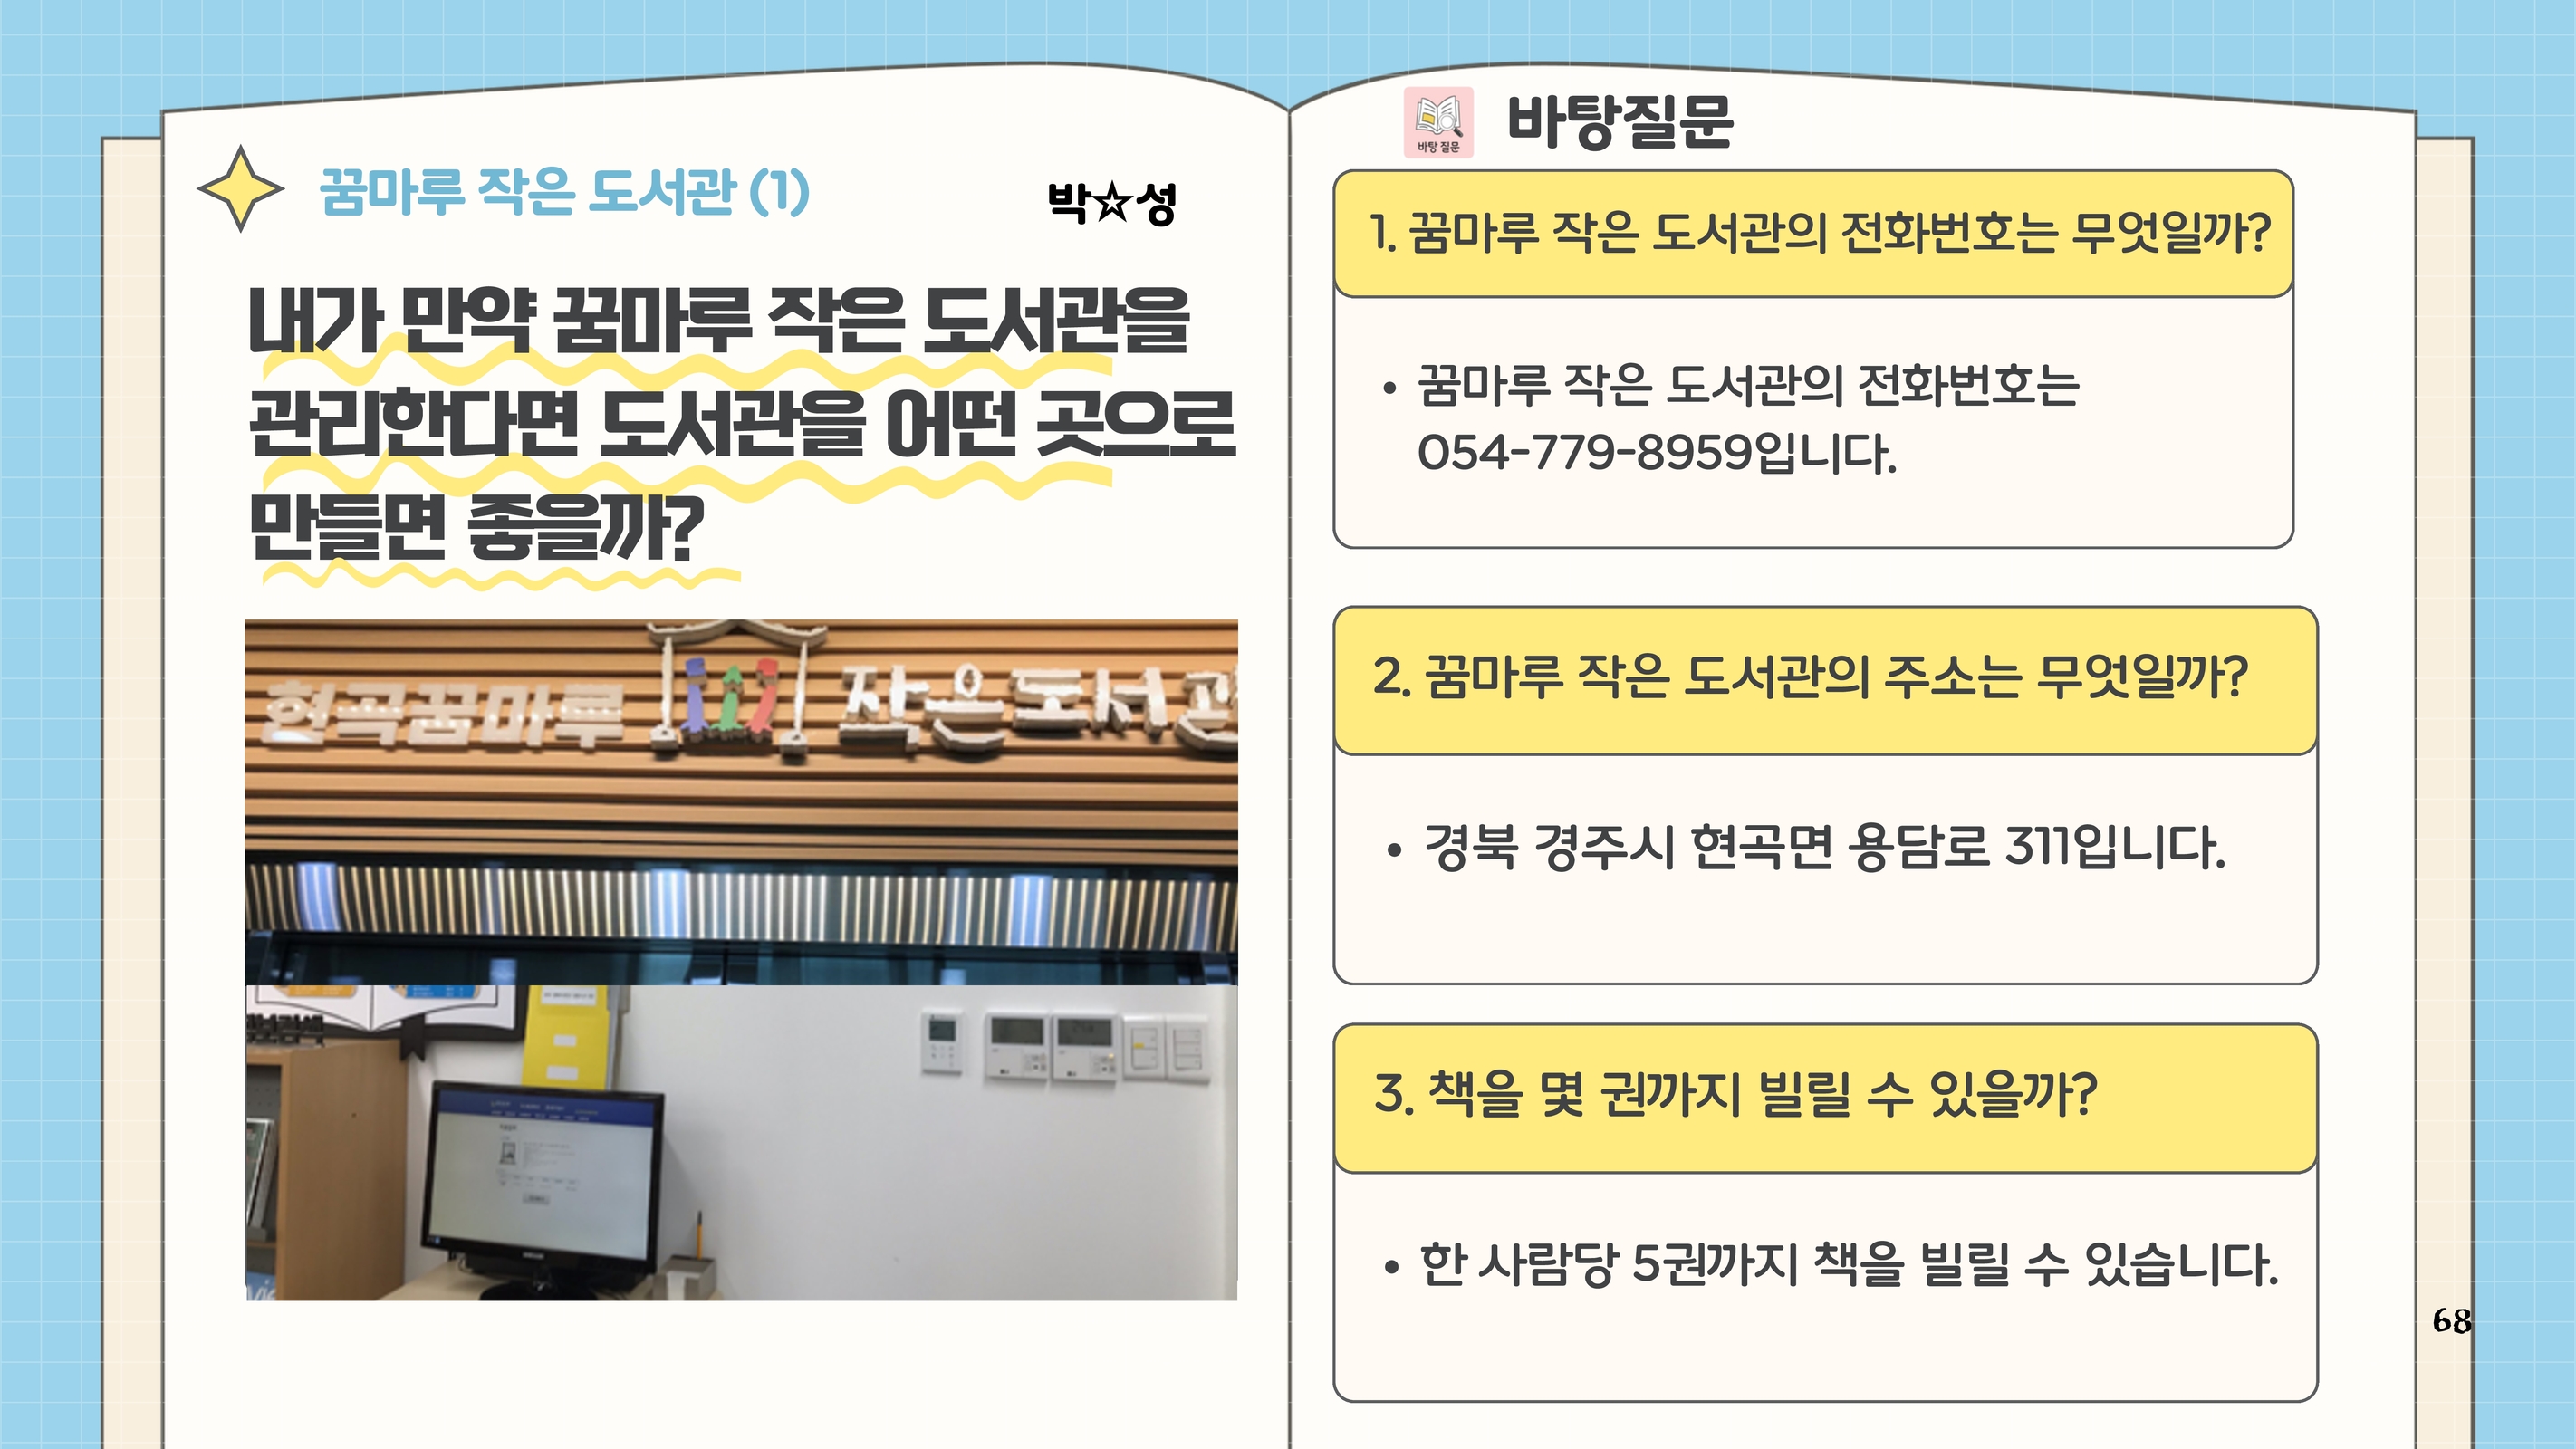 꿈마루 작은 도서관 (1)
박☆성
내가 만약 꿈마루 작은 도서관을
관리한다면 도서관을 어떤 곳으로
만들면 좋을까?
현곡꿈마루 작은도서관
바탕 질문
바탕질문
1. 꿈마루 작은 도서관의 전화번호는 무엇일까?
• 꿈마루 작은 도서관의 전화번호는
054-779-8959입니다.
2. 꿈마루 작은 도서관의 주소는 무엇일까?
• 경북 경주시 현곡면 용담로 311입니다.
3. 책을 몇 권까지 빌릴 수 있을까?
• 한 사람당 5권까지 책을 빌릴 수 있습니다.
68